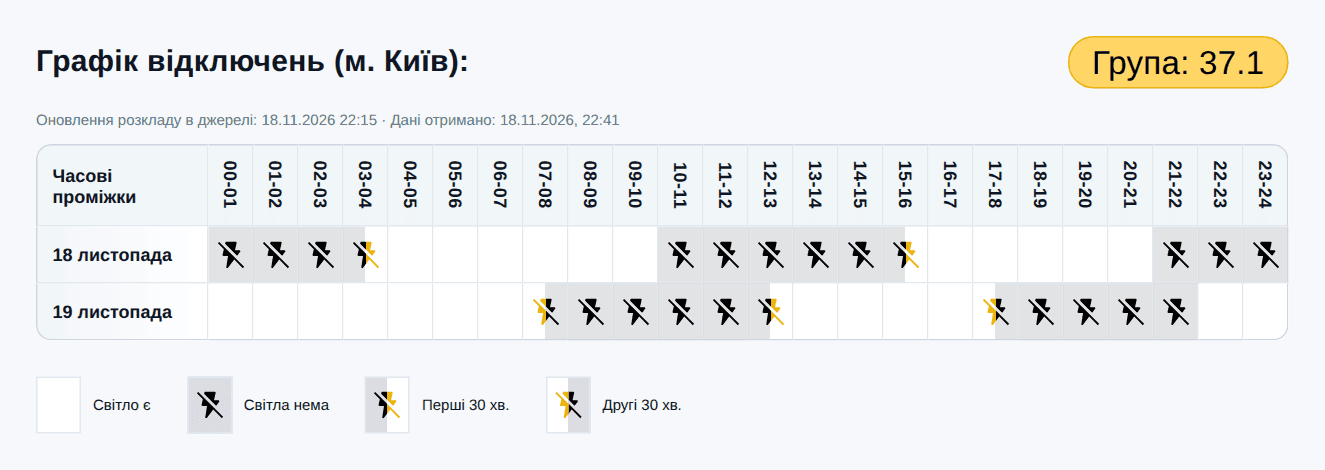 Графік відключень (м. Київ):
Група: 37.1
Оновлення розкладу в джерелі: 18.11.2026 22:15 · Дані отримано: 18.11.2026, 22:41
Часові
проміжки
00-01
01-02
02-03
03-04
04-05
05-06
06-07
07-08
08-09
09-10
10-11
11-12
12-13
13-14
14-15
15-16
16-17
17-18
18-19
19-20
20-21
21-22
22-23
23-24
18 листопада
19 листопада
Світло є
Світла нема
Перші 30 хв.
Другі 30 хв.